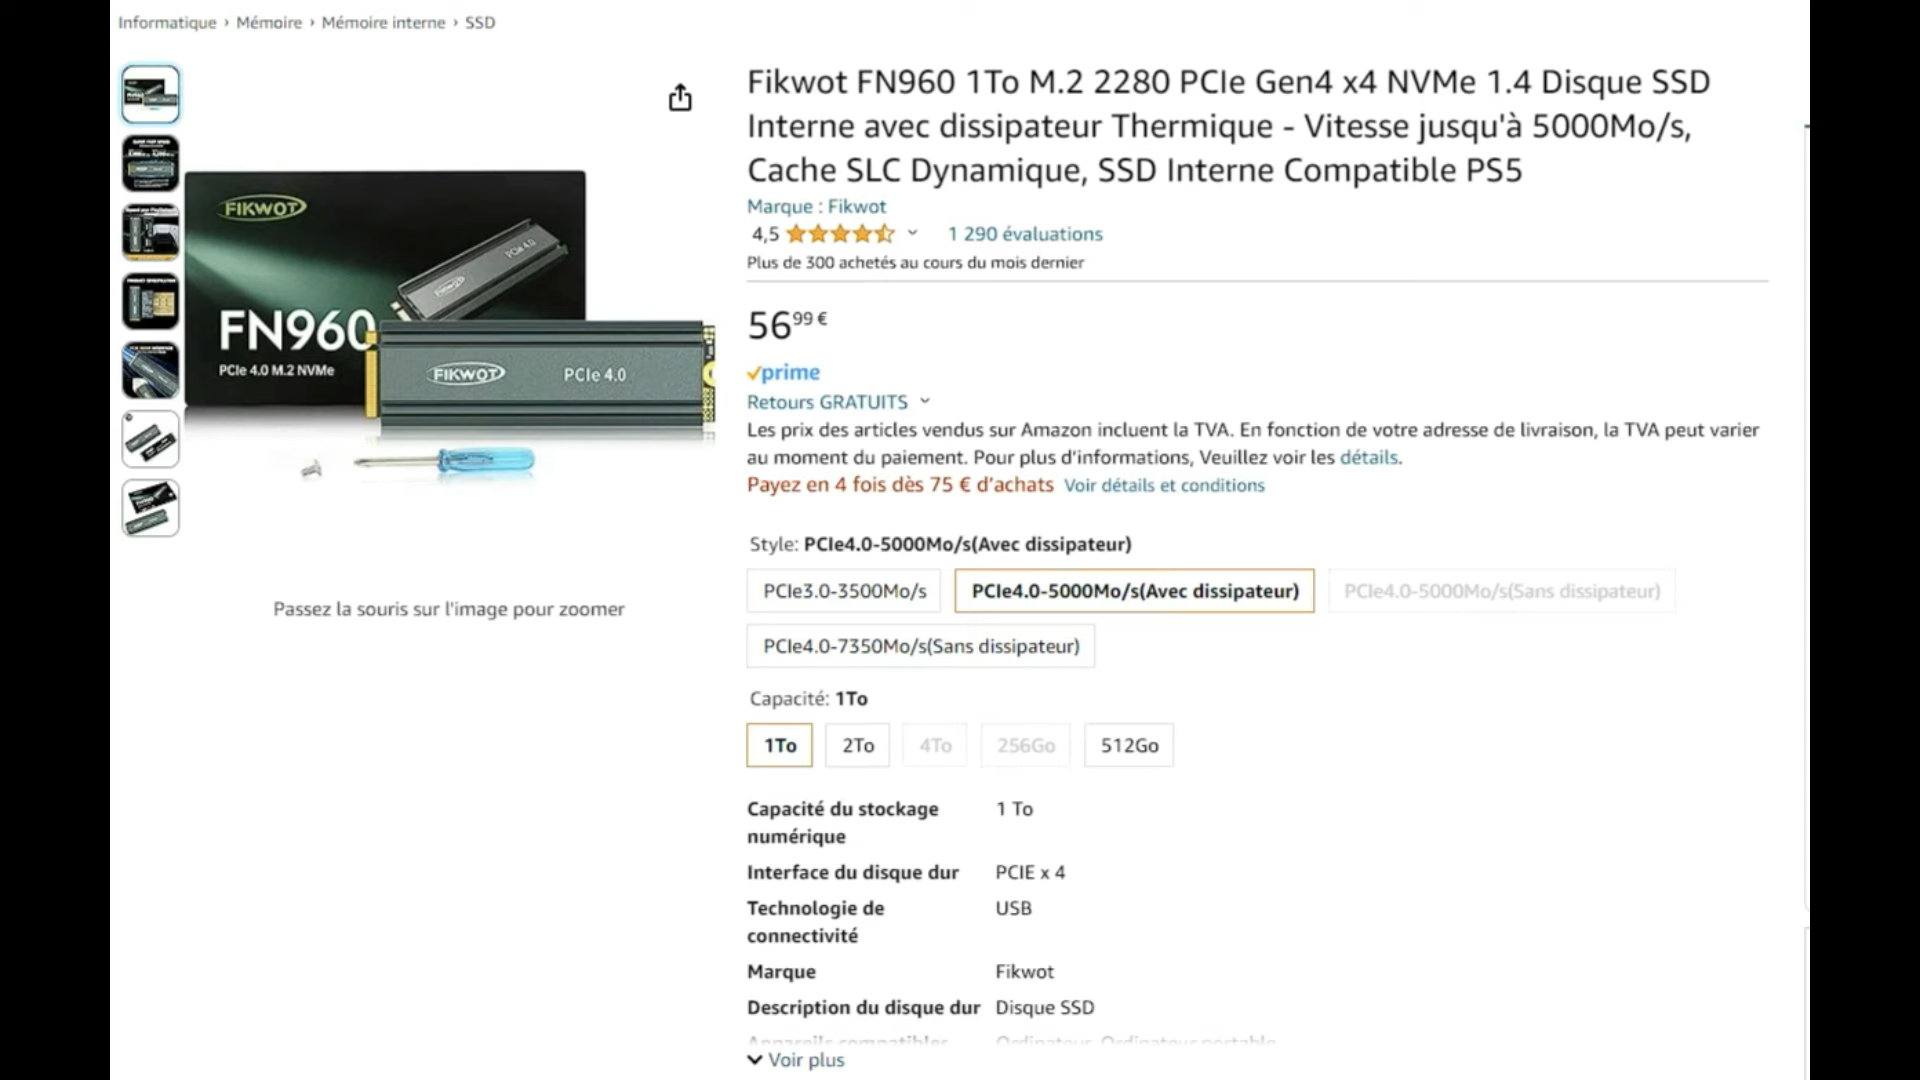 Informatique › Mémoire › Mémoire interne › SSD
FIKWOT
PCIe 4.0
FIKWOT
FN960
PCIe 4.0 M.2 NVMe
FIKWOT
PCIe 4.0
Passez la souris sur l'image pour zoomer
Fikwot FN960 1To M.2 2280 PCIe Gen4 x4 NVMe 1.4 Disque SSD
Interne avec dissipateur Thermique - Vitesse jusqu'à 5000Mo/s,
Cache SLC Dynamique, SSD Interne Compatible PS5
Marque : Fikwot
4,5 1 290 évaluations
Plus de 300 achetés au cours du mois dernier
56,99 €
prime
Retours GRATUITS
Les prix des articles vendus sur Amazon incluent la TVA. En fonction de votre adresse de livraison, la TVA peut varier
au moment du paiement. Pour plus d'informations, Veuillez voir les détails.
Payez en 4 fois dès 75 € d'achats Voir détails et conditions
Style: PCIe4.0-5000Mo/s(Avec dissipateur)
PCIe3.0-3500Mo/s PCIe4.0-5000Mo/s(Avec dissipateur) PCIe4.0-5000Mo/s(Sans dissipateur)
PCIe4.0-7350Mo/s(Sans dissipateur)
Capacité: 1To
1To 2To 4To 256Go 512Go
Capacité du stockage 1 To
numérique
Interface du disque dur PCIE x 4
Technologie de USB
connectivité
Marque Fikwot
Description du disque dur Disque SSD
Appareils compatibles Ordinateur, Ordinateur portable
Voir plus